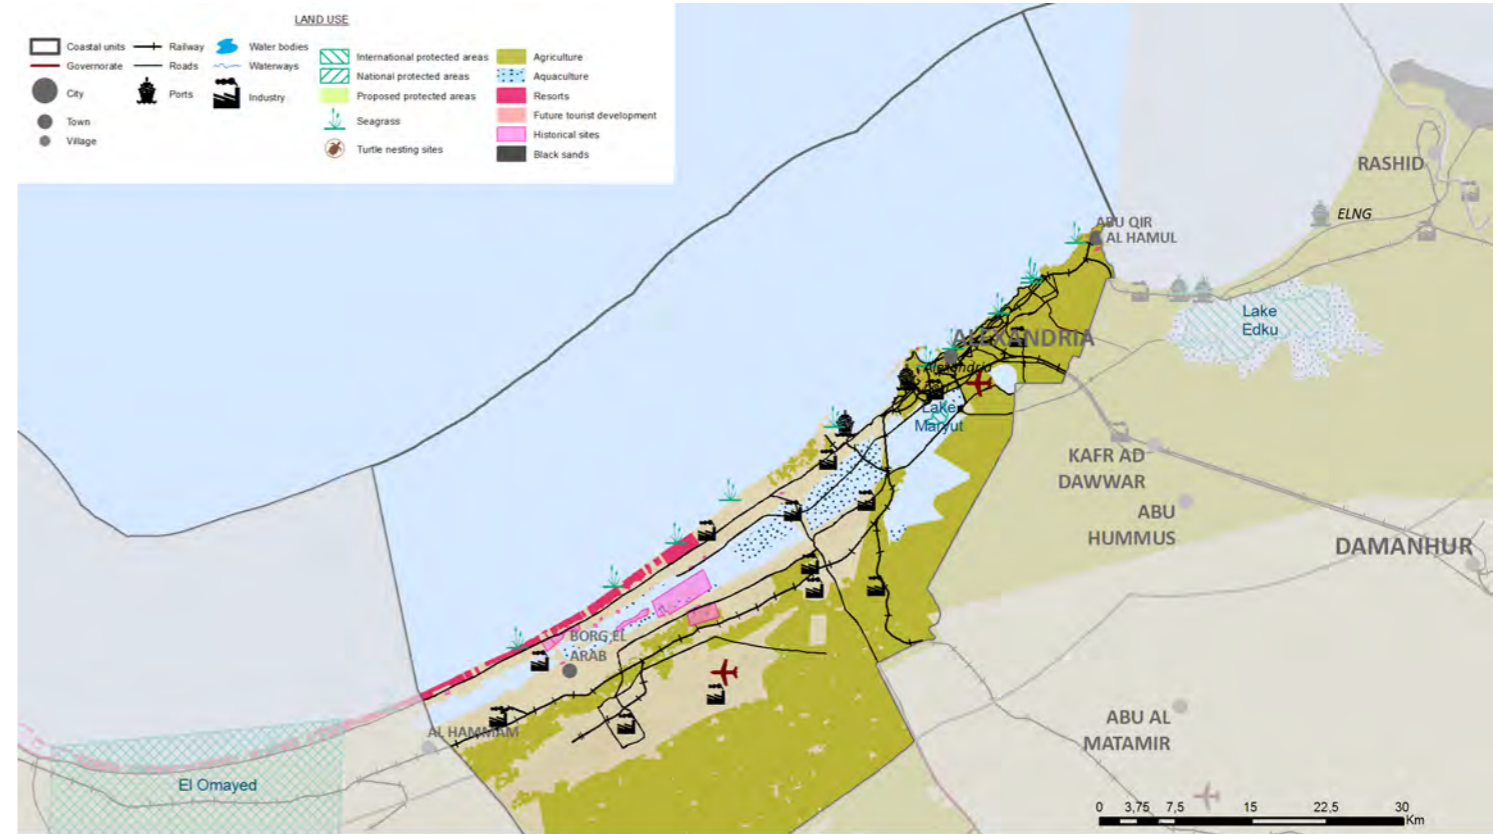 LAND USE
Coastal units
Railway
Water bodies
Governorate
Roads
Waterways
City
Ports
Industry
Town
Village
International protected areas
National protected areas
Proposed protected areas
Seagrass
Turtle nesting sites
Agriculture
Aquaculture
Resorts
Future tourist development
Historical sites
Black sands
RASHID
ELNG
ABU QIR
AL HAMUL
Lake
Edku
ALEXANDRIA
Alexandria
Lake
Maryut
KAFR AD
DAWWAR
ABU
HUMMUS
DAMANHUR
BORG EL
ARAB
AL HAMMAM
ABU AL
MATAMIR
El Omayed
0 3,75 7,5 15 22,5 30
Km